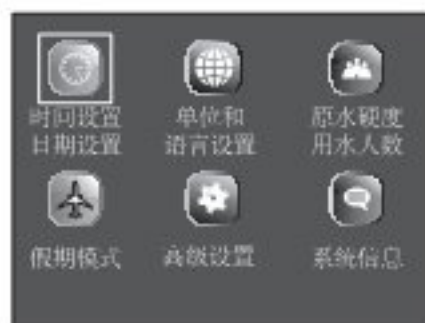 时间设置 单位和 原水硬度
日期设置 语言设置 用水人数
假期模式 高级设置 系统信息